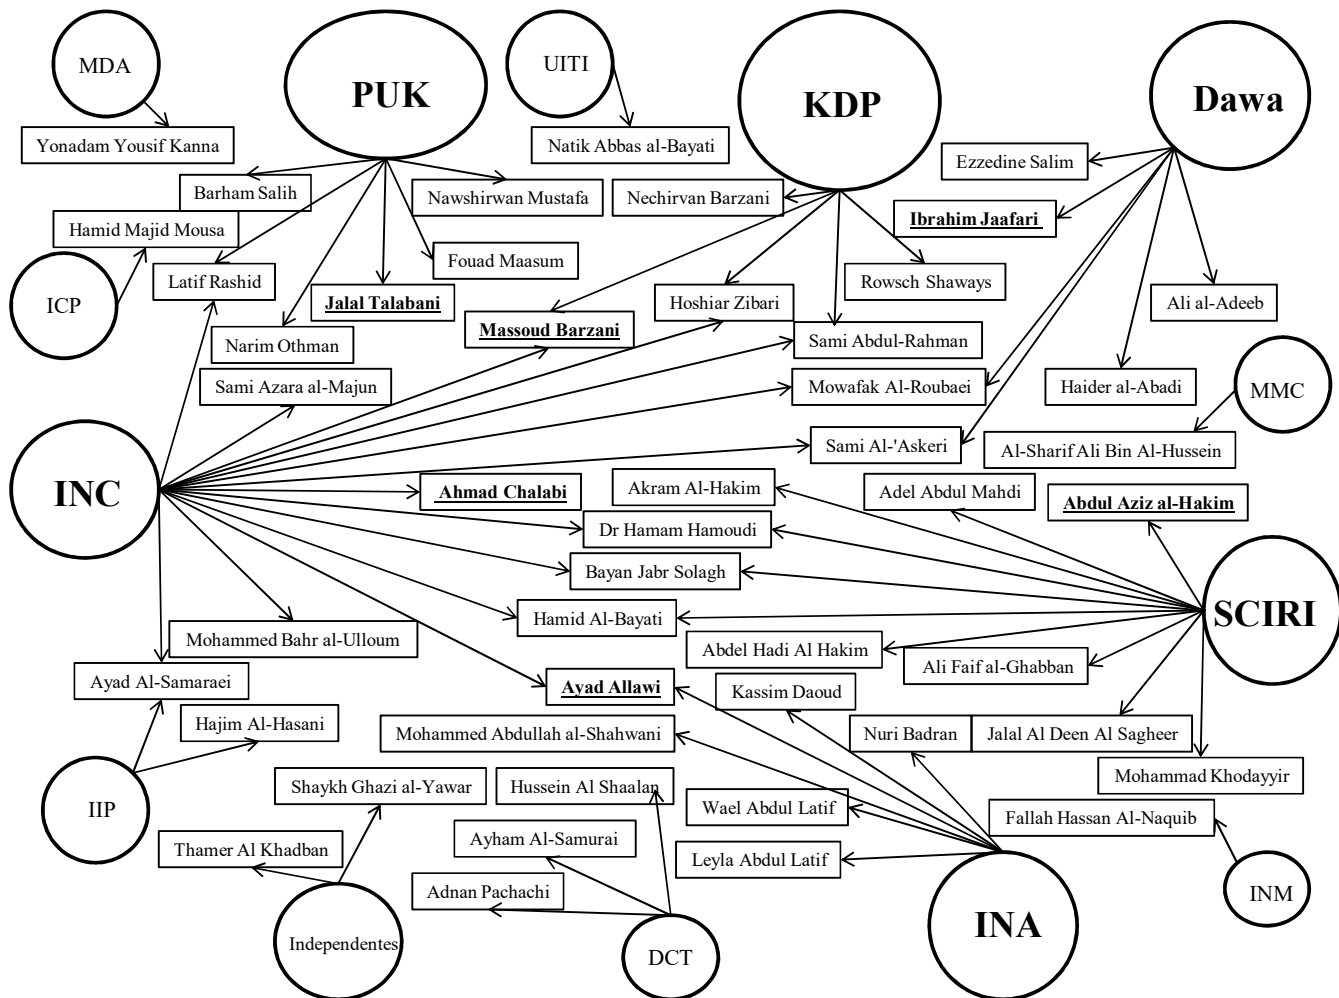 MDA
PUK
UITI
KDP
Dawa
Yonadam Yousif Kanna
Natik Abbas al-Bayati
Ezzedine Salim
Barham Salih
Nawshirwan Mustafa
Nechirvan Barzani
Ibrahim Jaafari
Hamid Majid Mousa
Fouad Maasum
Latif Rashid
Rowsch Shaways
ICP
Jalal Talabani
Hoshiar Zibari
Ali al-Adeeb
Massoud Barzani
Narim Othman
Sami Abdul-Rahman
Sami Azara al-Majun
Mowafak Al-Roubaei
Haider al-Abadi
MMC
Sami Al-'Askeri
Al-Sharif Ali Bin Al-Hussein
INC
Ahmad Chalabi
Akram Al-Hakim
Adel Abdul Mahdi
Abdul Aziz al-Hakim
Dr Hamam Hamoudi
Bayan Jabr Solagh
Hamid Al-Bayati
SCIRI
Mohammed Bahr al-Ulloum
Abdel Hadi Al Hakim
Ali Faif al-Ghabban
Ayad Al-Samaraei
Ayad Allawi
Kassim Daoud
Hajim Al-Hasani
Mohammed Abdullah al-Shahwani
Nuri Badran
Jalal Al Deen Al Sagheer
Mohammad Khodayyir
Shaykh Ghazi al-Yawar
Hussein Al Shaalan
IIP
Wael Abdul Latif
Fallah Hassan Al-Naquib
Thamer Al Khadban
Ayham Al-Samurai
Leyla Abdul Latif
Adnan Pachachi
INM
Independentes
DCT
INA